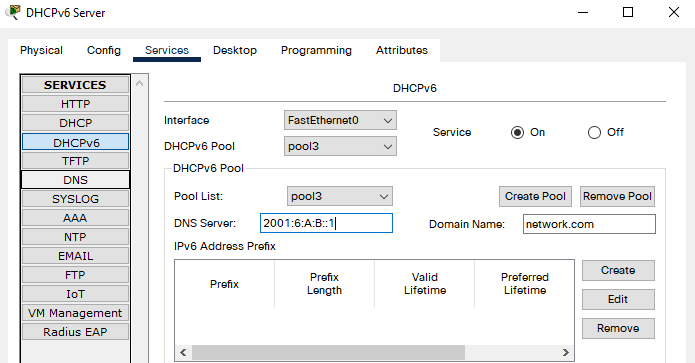 DHCPv6 Server
Physical Config Services Desktop Programming Attributes
SERVICES
HTTP
DHCP
DHCPv6
TFTP
DNS
SYSLOG
AAA
NTP
EMAIL
FTP
IoT
VM Management
Radius EAP
DHCPv6
Interface FastEthernet0 Service On Off
DHCPv6 Pool pool3
DHCPv6 Pool
Pool List: pool3 Create Pool Remove Pool
DNS Server: 2001:6:A:B::1 Domain Name: network.com
IPv6 Address Prefix
Prefix Prefix Length Valid Lifetime Preferred Lifetime
Create
Edit
Remove